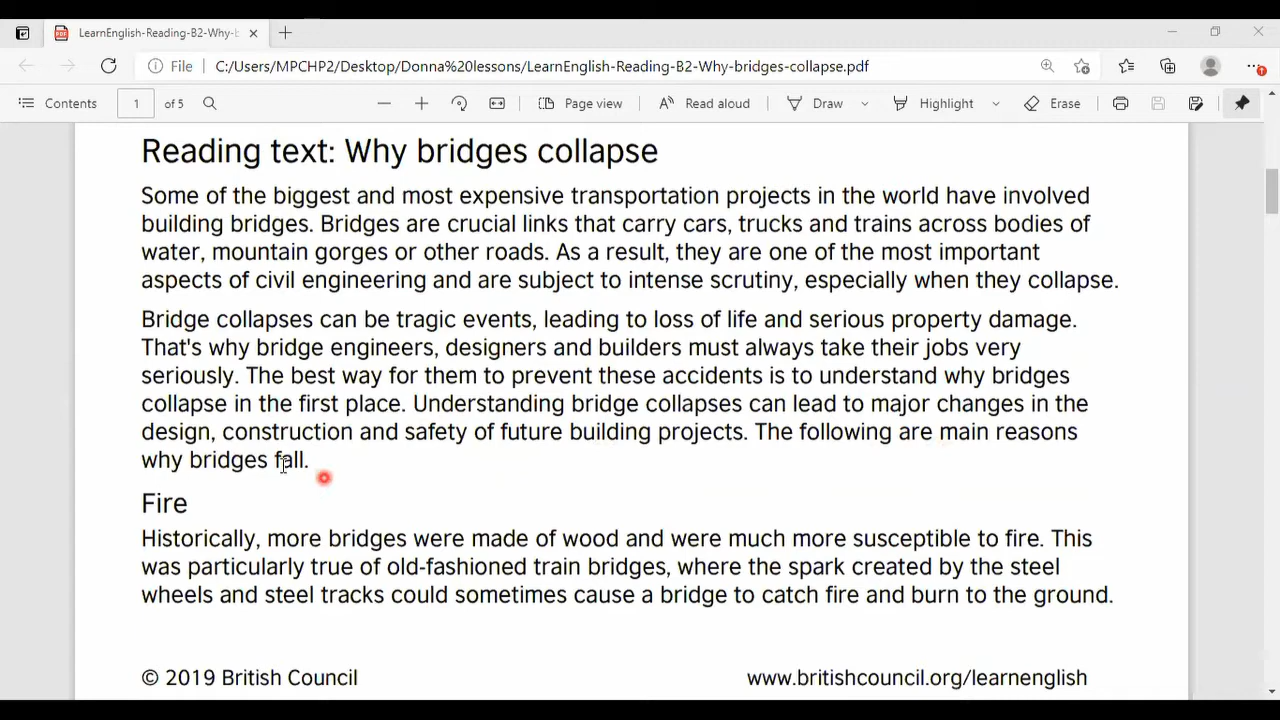 LearnEnglish-Reading-B2-Why-b
File C:/Users/MPCHP2/Desktop/Donna%20lessons/LearnEnglish-Reading-B2-Why-bridges-collapse.pdf
Contents 1 of 5 Page view Read aloud Draw Highlight Erase
Reading text: Why bridges collapse
Some of the biggest and most expensive transportation projects in the world have involved
building bridges. Bridges are crucial links that carry cars, trucks and trains across bodies of
water, mountain gorges or other roads. As a result, they are one of the most important
aspects of civil engineering and are subject to intense scrutiny, especially when they collapse.
Bridge collapses can be tragic events, leading to loss of life and serious property damage.
That's why bridge engineers, designers and builders must always take their jobs very
seriously. The best way for them to prevent these accidents is to understand why bridges
collapse in the first place. Understanding bridge collapses can lead to major changes in the
design, construction and safety of future building projects. The following are main reasons
why bridges fall.
Fire
Historically, more bridges were made of wood and were much more susceptible to fire. This
was particularly true of old-fashioned train bridges, where the spark created by the steel
wheels and steel tracks could sometimes cause a bridge to catch fire and burn to the ground.
© 2019 British Council www.britishcouncil.org/learnenglish